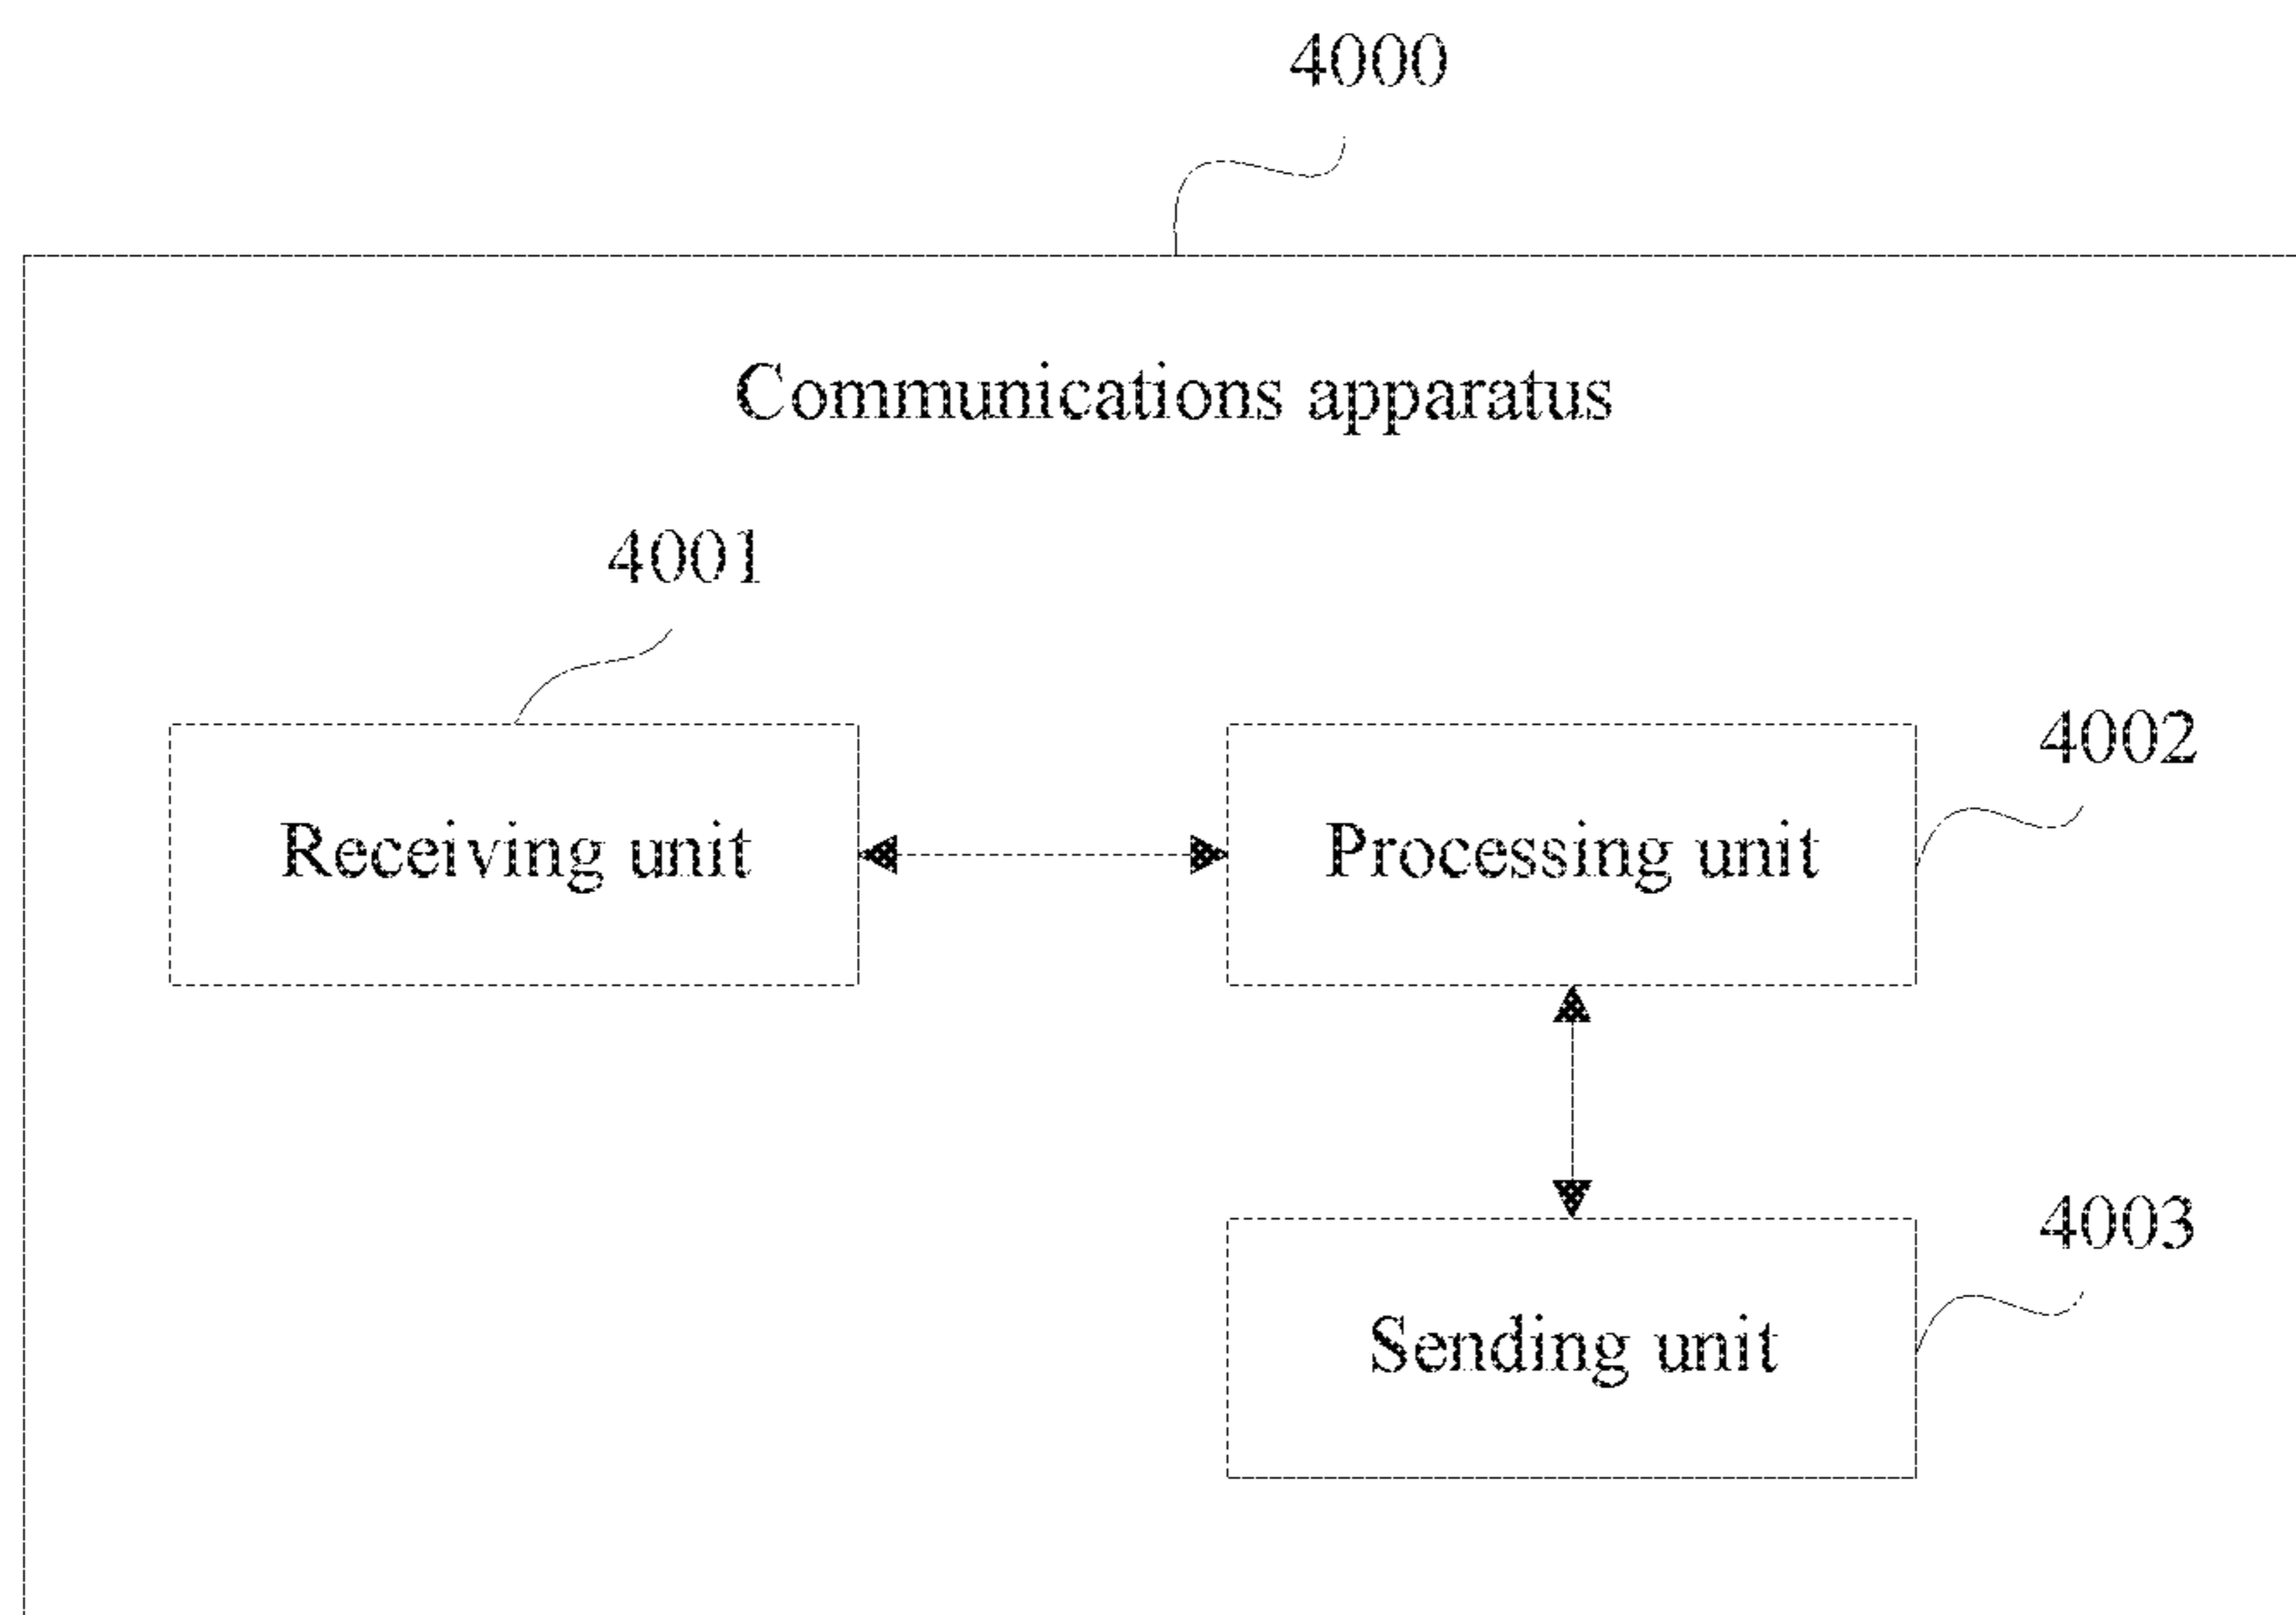 4000
Communications apparatus
4001
4002
Receiving unit
Processing unit
4003
Sending unit